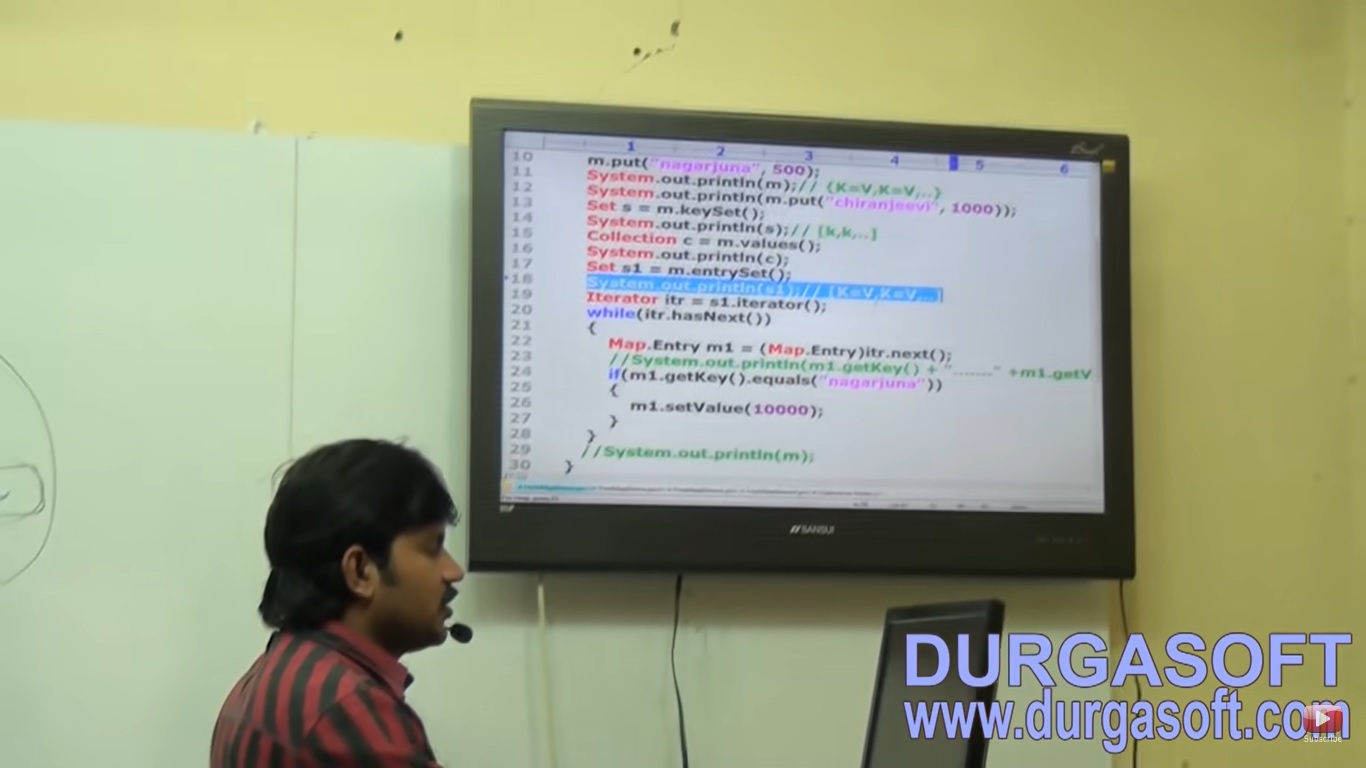 1 2 3 4 5 6
10 m.put("nagarjuna", 500);
11 System.out.println(m);// {K=V,K=V,..}
12 System.out.println(m.put("chiranjeevi", 1000));
13 Set s = m.keySet();
14 System.out.println(s);// [k,k,..]
15 Collection c = m.values();
16 System.out.println(c);
17 Set s1 = m.entrySet();
18 System.out.println(s1);// [K=V,K=V,...]
19 Iterator itr = s1.iterator();
20 while(itr.hasNext())
21 {
22 Map.Entry m1 = (Map.Entry)itr.next();
23 //System.out.println(m1.getKey() + "......." +m1.getV
24 if(m1.getKey().equals("nagarjuna"))
25 {
26 m1.setValue(10000);
27 }
28 }
29 //System.out.println(m);
30 }
SANSUI
DURGASOFT
www.durgasoft.com
Subscribe